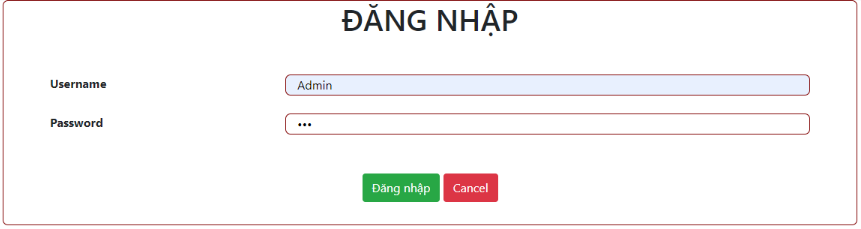 ĐĂNG NHẬP
Username Admin
Password •••
Đăng nhập Cancel